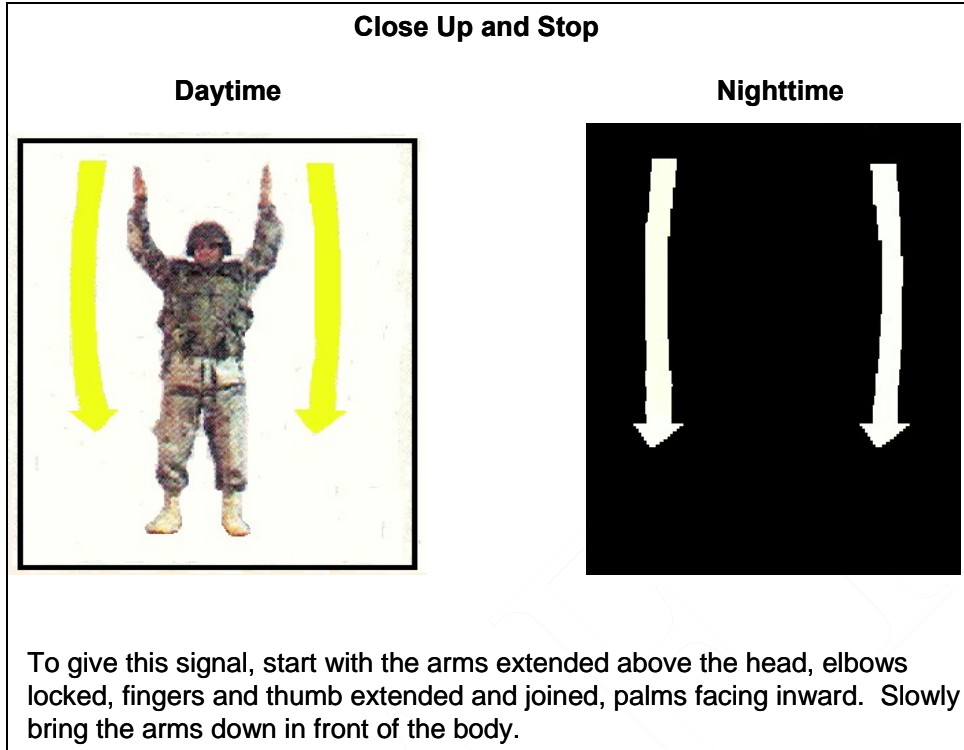 Close Up and Stop
Daytime
Nighttime
To give this signal, start with the arms extended above the head, elbows
locked, fingers and thumb extended and joined, palms facing inward.  Slowly
bring the arms down in front of the body.